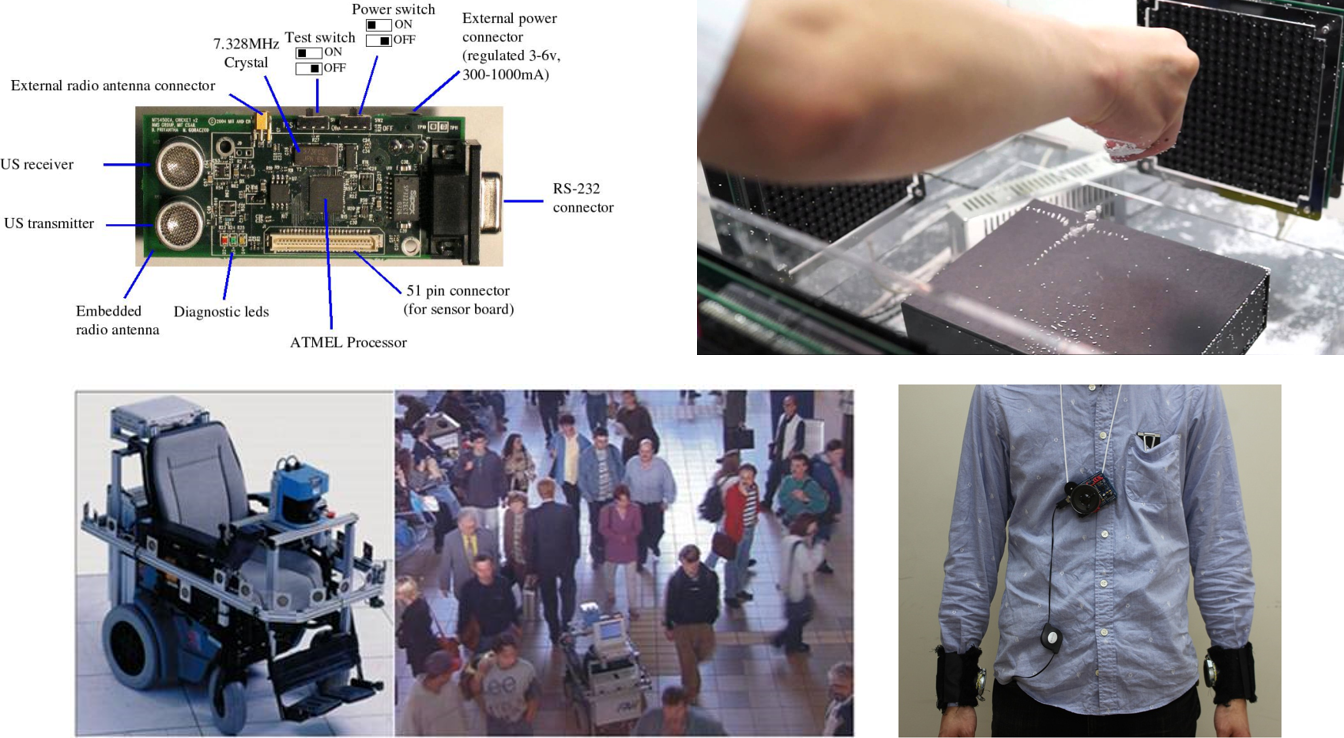 Power switch
ON
OFF
External power
connector
(regulated 3-6v,
300-1000mA)
7.328MHz
Crystal
Test switch
ON
OFF
External radio antenna connector
US receiver
US transmitter
RS-232
connector
Embedded
radio antenna
Diagnostic leds
51 pin connector
(for sensor board)
ATMEL Processor